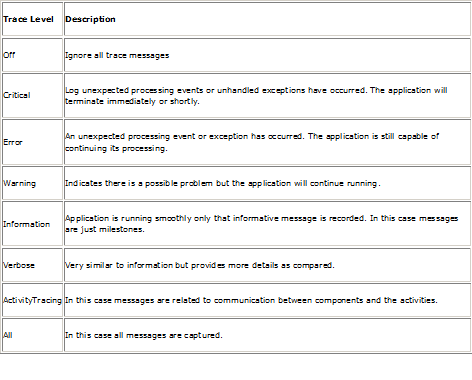 Trace Level Description
Off Ignore all trace messages
Critical Log unexpected processing events or unhandled exceptions have occurred. The application will
terminate immediately or shortly.
Error An unexpected processing event or exception has occurred. The application is still capable of
continuing its processing.
Warning Indicates there is a possible problem but the application will continue running.
Information Application is running smoothly only that informative message is recorded. In this case messages
are just milestones.
Verbose Very similar to information but provides more details as compared.
ActivityTracing In this case messages are related to communication between components and the activities.
All In this case all messages are captured.